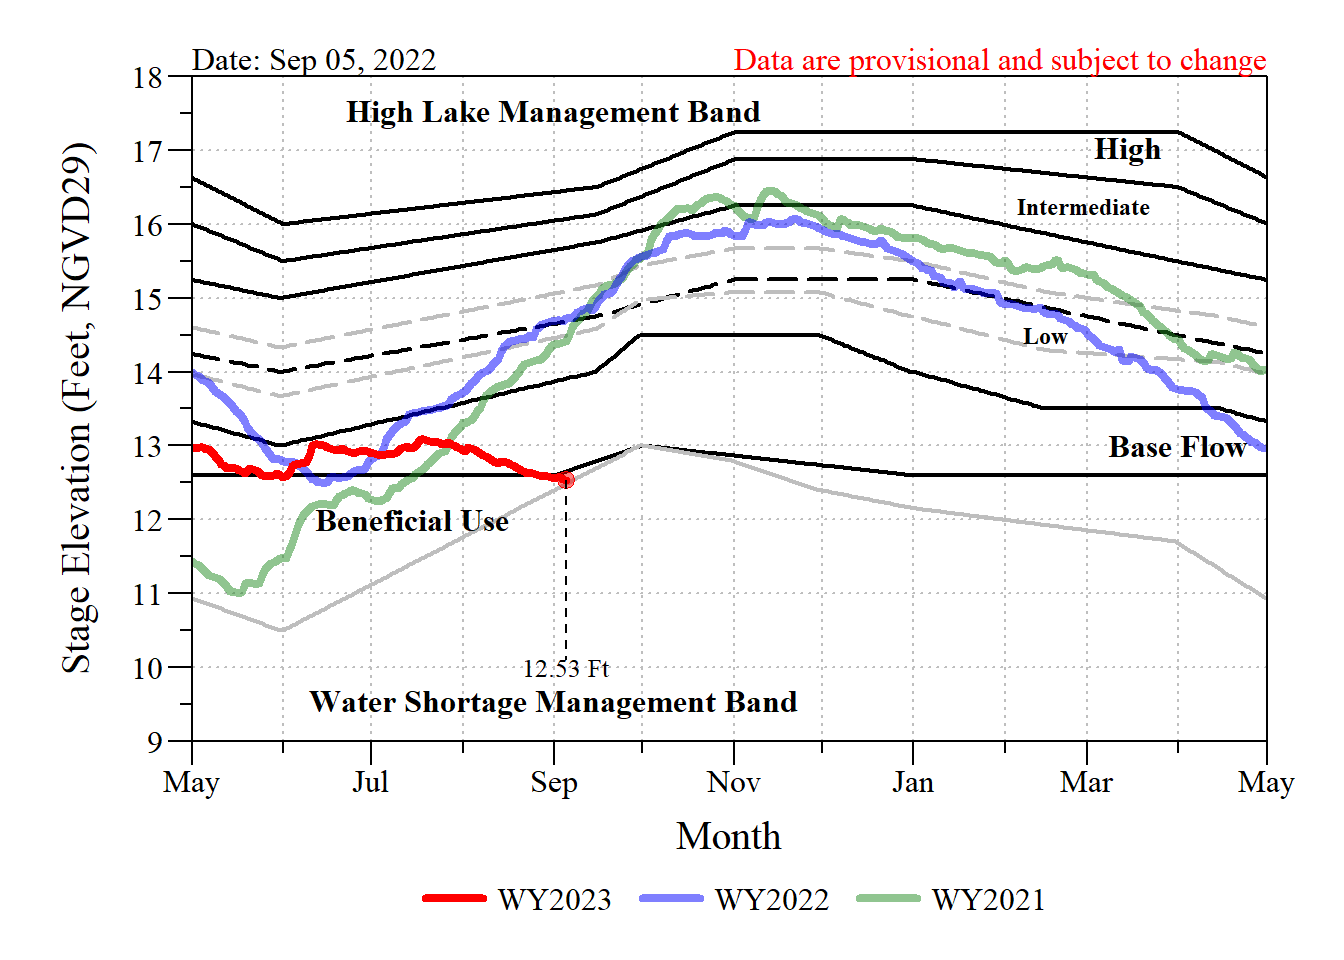 Date: Sep 05, 2022
Data are provisional and subject to change
18
High Lake Management Band
17
High
16
Intermediate
15
Low
14
13
Base Flow
12
Beneficial Use
11
10
12.53 Ft
Water Shortage Management Band
9
Stage Elevation (Feet, NGVD29)
May
Jul
Sep
Nov
Jan
Mar
May
Month
WY2023
WY2022
WY2021